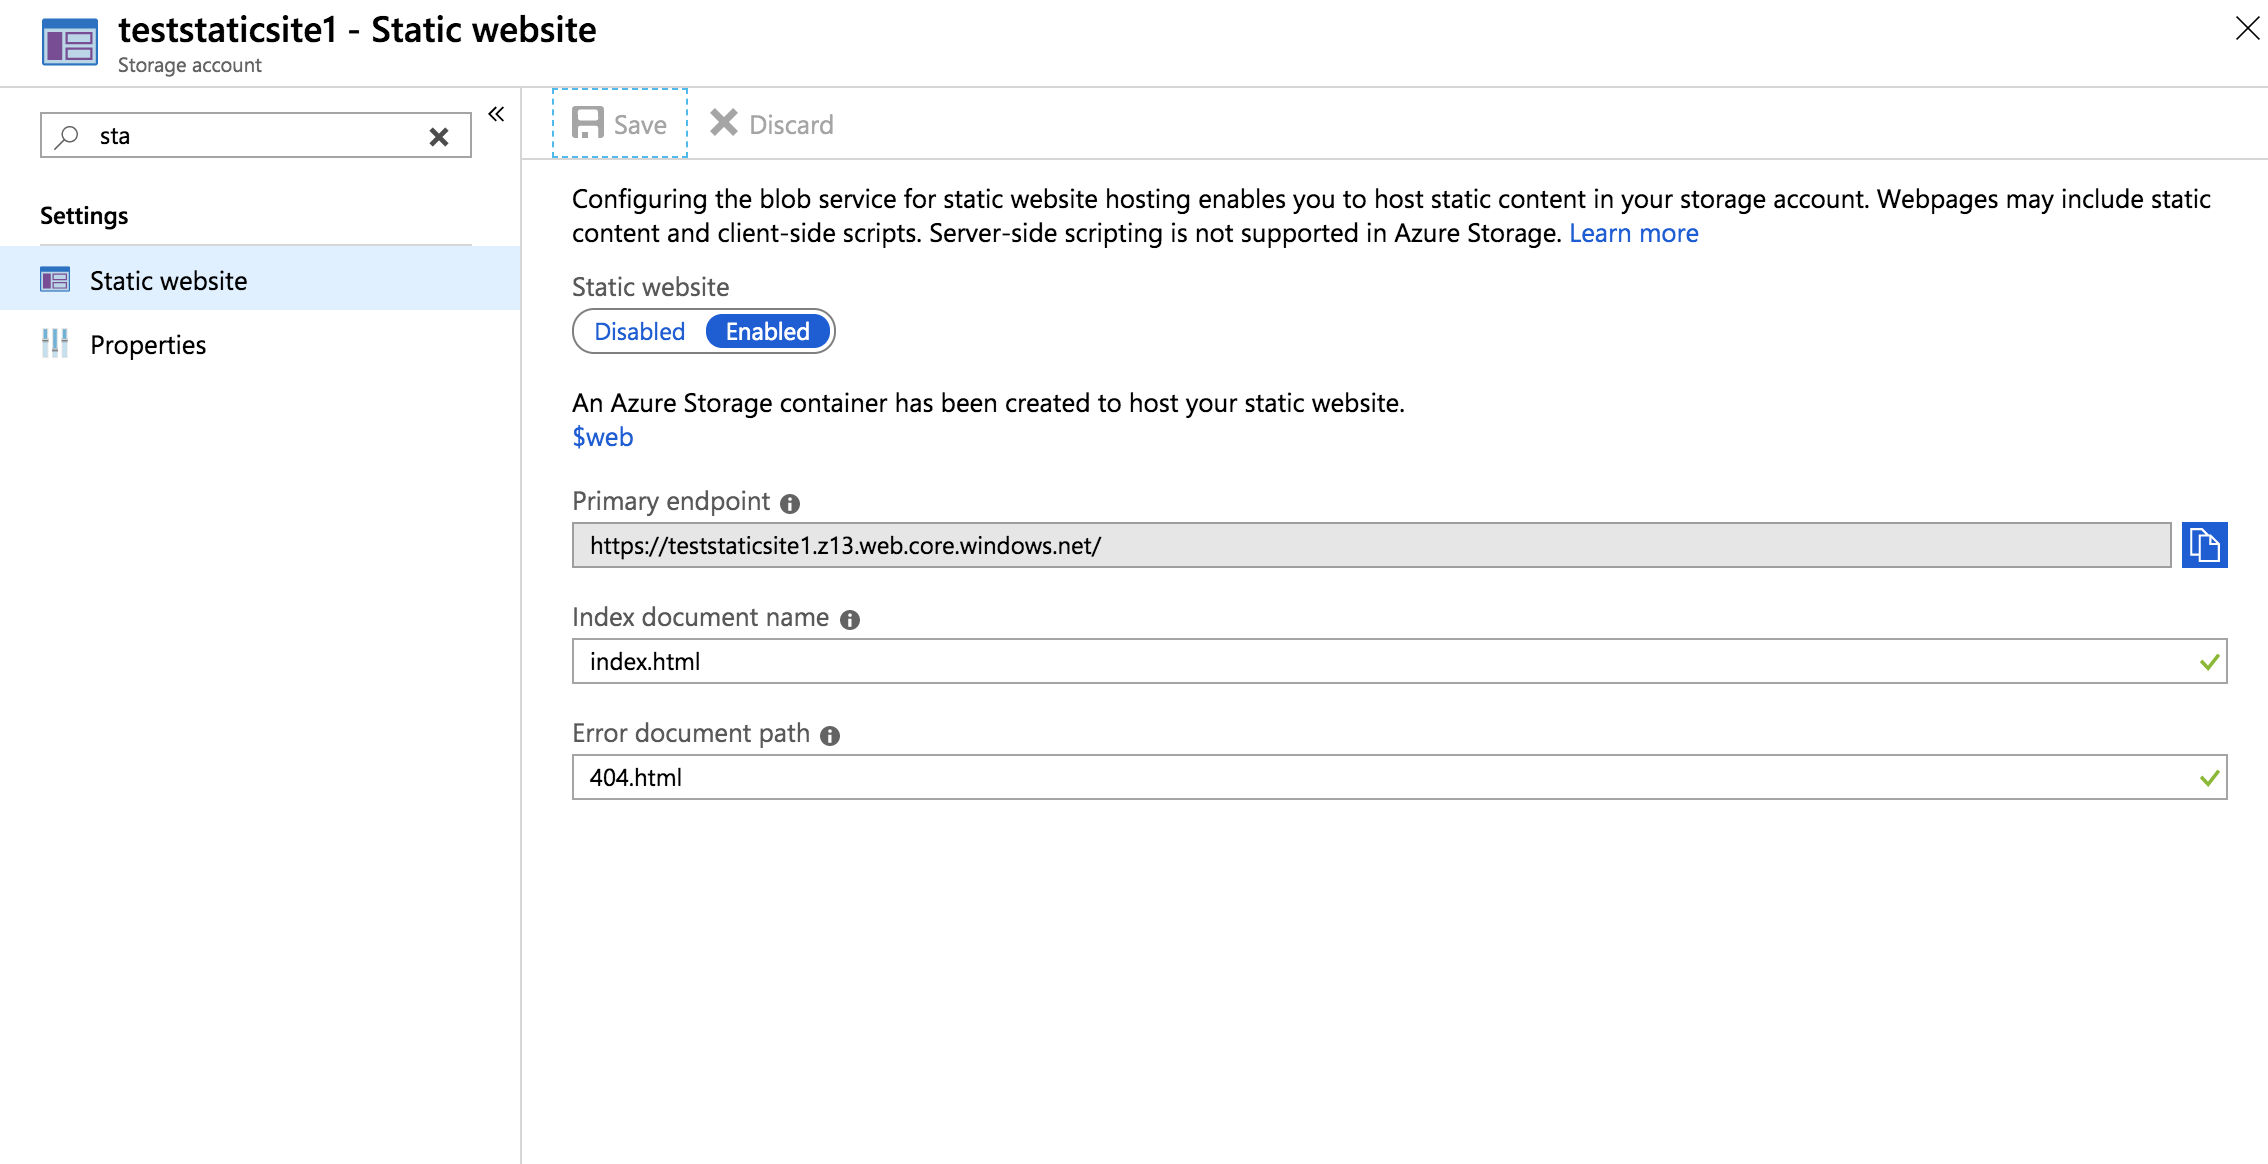 teststaticsite1 - Static website
Storage account
sta
Settings
Static website
Properties
Save
Discard
Configuring the blob service for static website hosting enables you to host static content in your storage account. Webpages may include static
content and client-side scripts. Server-side scripting is not supported in Azure Storage. Learn more
Static website
Disabled
Enabled
An Azure Storage container has been created to host your static website.
$web
Primary endpoint
https://teststaticsite1.z13.web.core.windows.net/
Index document name
index.html
Error document path
404.html